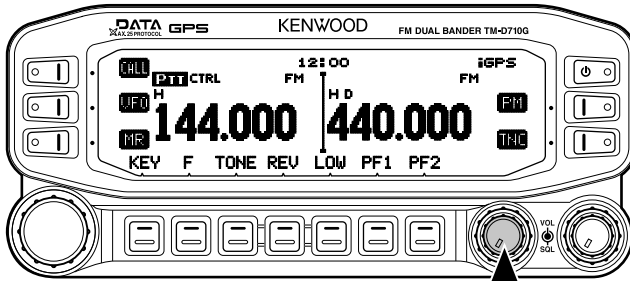 DATA GPS KENWOOD FM DUAL BANDER TM-D710G
AX.25 PROTOCOL
CALL 12:00 iGPS
PTT CTRL FM FM
VFO H H D PM
144.000 440.000
MR TNC
KEY F TONE REV LOW PF1 PF2
VOL
SQL